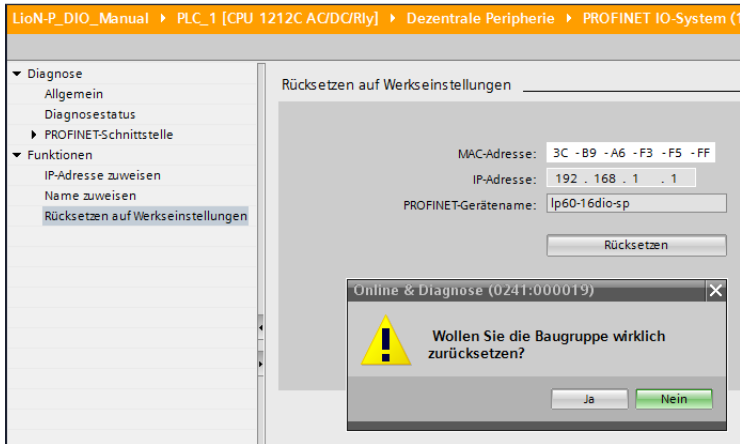 LioN-P_DIO_Manual ▸ PLC_1 [CPU 1212C AC/DC/Rly] ▸ Dezentrale Peripherie ▸ PROFINET IO-System (1
Diagnose
Allgemein
Diagnosestatus
PROFINET-Schnittstelle
Funktionen
IP-Adresse zuweisen
Name zuweisen
Rücksetzen auf Werkseinstellungen
Rücksetzen auf Werkseinstellungen
MAC-Adresse: 3C -B9 -A6 -F3 -F5 -FF
IP-Adresse: 192 . 168 . 1 . 1
PROFINET-Gerätename: lp60-16dio-sp
Rücksetzen
Online & Diagnose (0241:000019)
Wollen Sie die Baugruppe wirklich
zurücksetzen?
Ja Nein